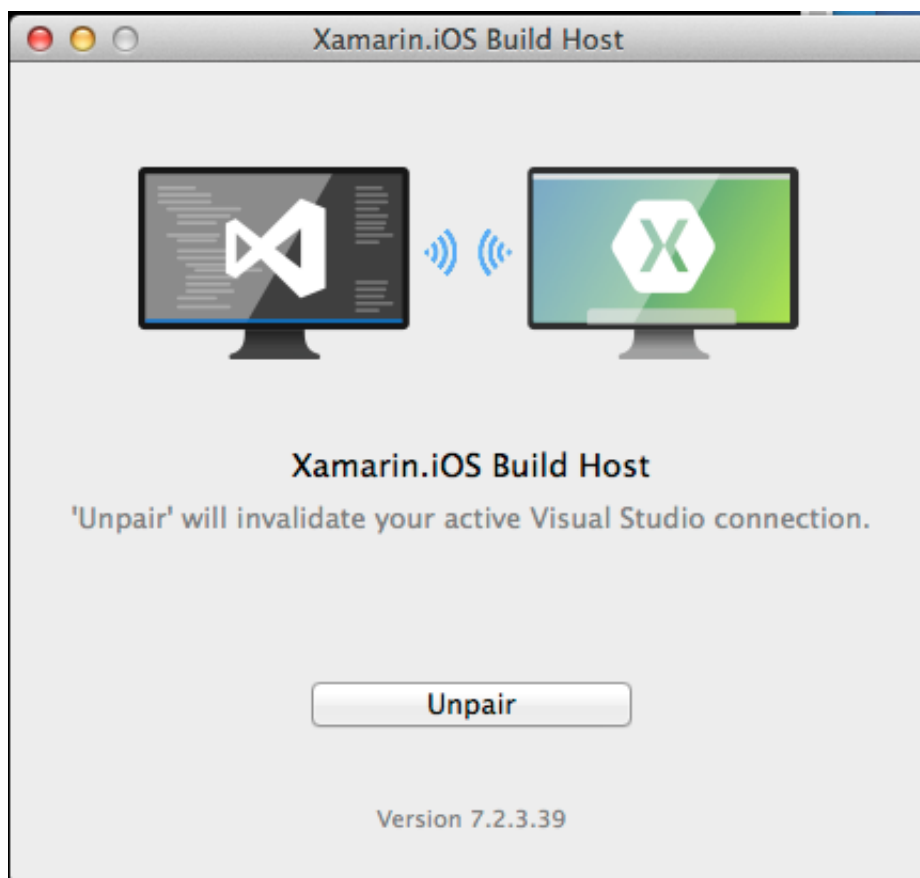 Xamarin.iOS Build Host
Xamarin.iOS Build Host
'Unpair' will invalidate your active Visual Studio connection.
Unpair
Version 7.2.3.39